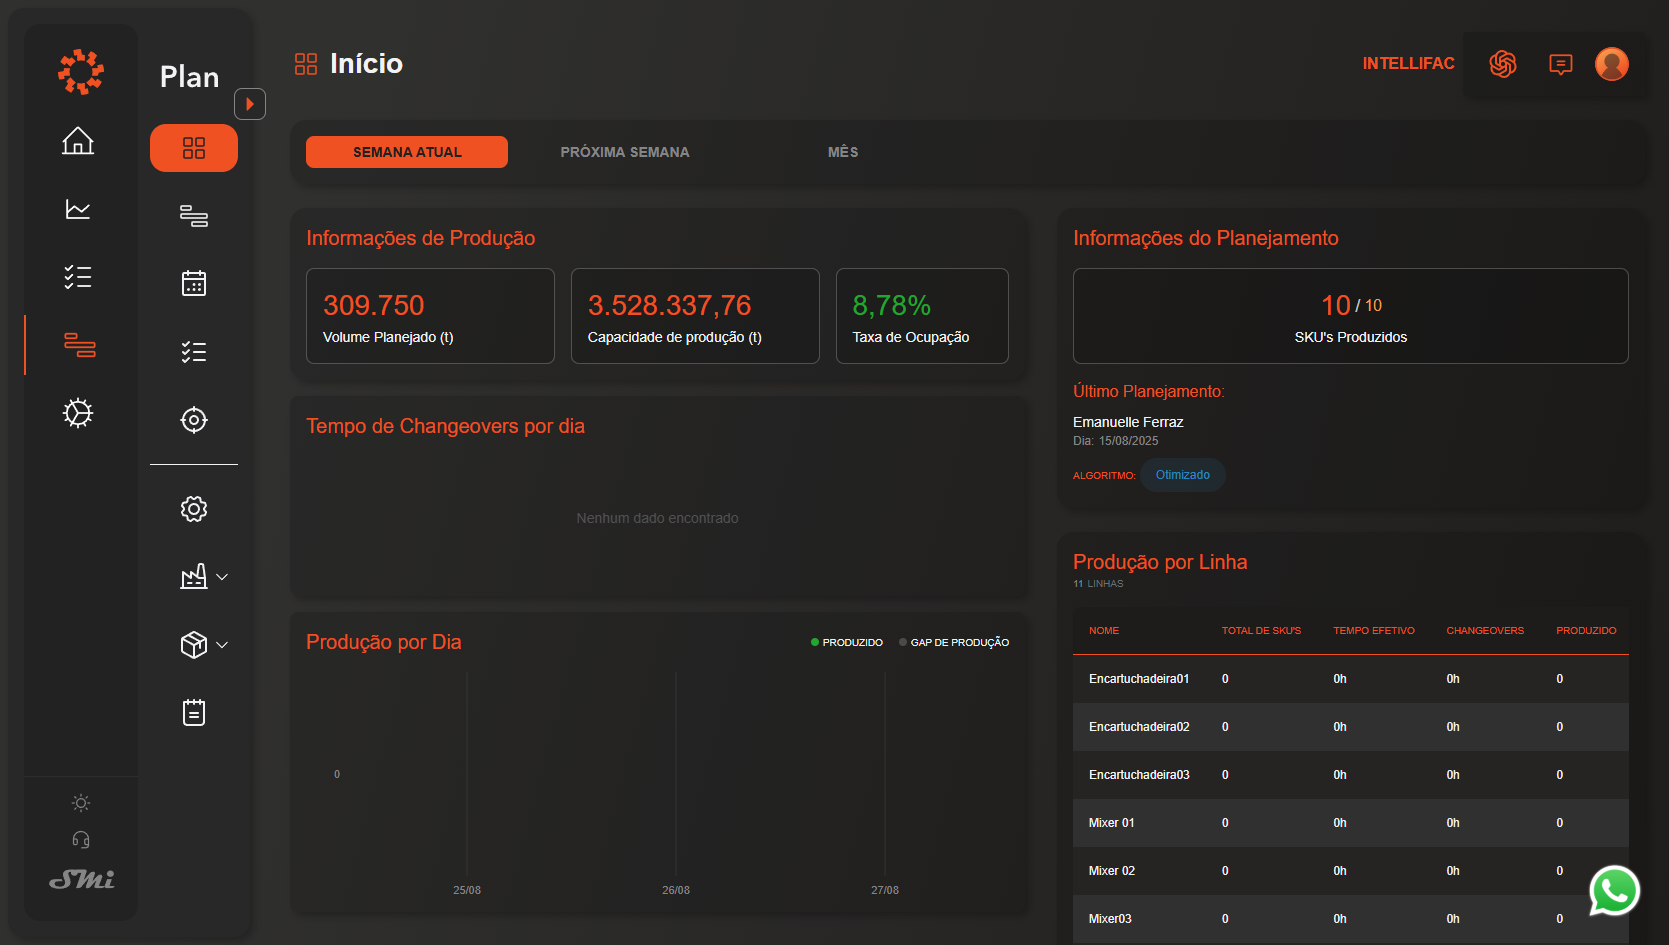 Plan
Início
INTELLIFAC
SEMANA ATUAL
PRÓXIMA SEMANA
MÊS
Informações de Produção
309.750
Volume Planejado (t)
3.528.337,76
Capacidade de produção (t)
8,78%
Taxa de Ocupação
Informações do Planejamento
10 / 10
SKU's Produzidos
Último Planejamento:
Emanuelle Ferraz
Dia: 15/08/2025
ALGORITMO: Otimizado
Tempo de Changeovers por dia
Nenhum dado encontrado
Produção por Dia
PRODUZIDO
GAP DE PRODUÇÃO
0
25/08 26/08 27/08
Produção por Linha
11 LINHAS
NOME TOTAL DE SKU'S TEMPO EFETIVO CHANGEOVERS PRODUZIDO
Encartuchadeira01 0 0h 0h 0
Encartuchadeira02 0 0h 0h 0
Encartuchadeira03 0 0h 0h 0
Mixer 01 0 0h 0h 0
Mixer 02 0 0h 0h 0
Mixer03 0 0h 0h 0
SMi